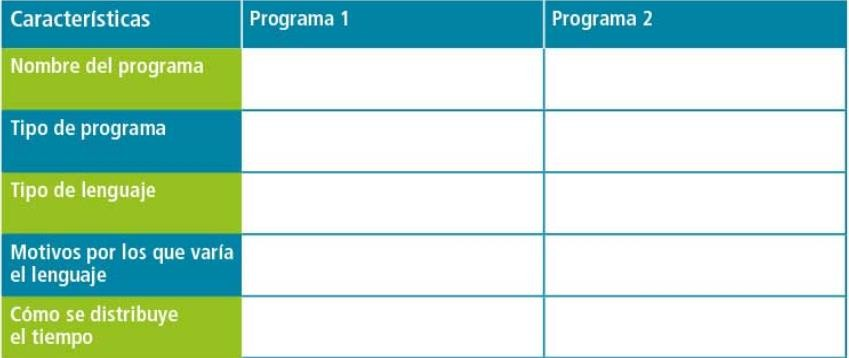 Características
Programa 1
Programa 2
Nombre del programa
Tipo de programa
Tipo de lenguaje
Motivos por los que varía
el lenguaje
Cómo se distribuye
el tiempo